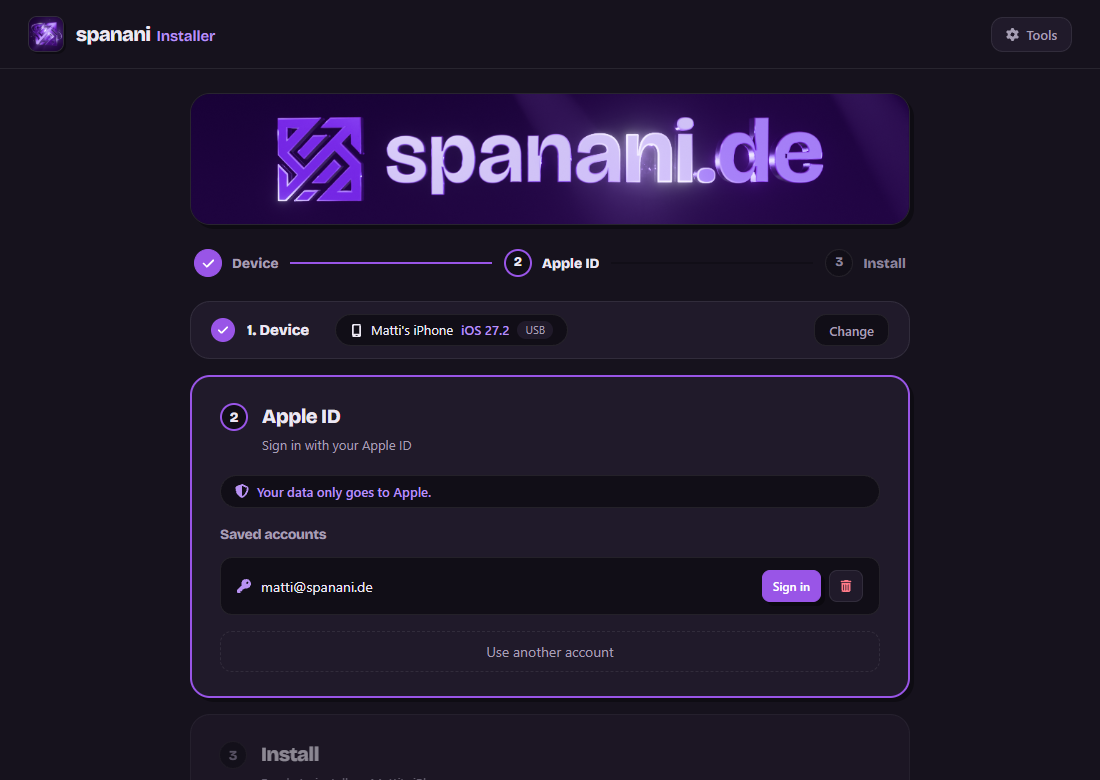 spanani Installer
Tools
spanani.de
Device
2
Apple ID
3
Install
1. Device
Matti's iPhone iOS 27.2 USB
Change
2
Apple ID
Sign in with your Apple ID
Your data only goes to Apple.
Saved accounts
matti@spanani.de
Sign in
Use another account
3
Install